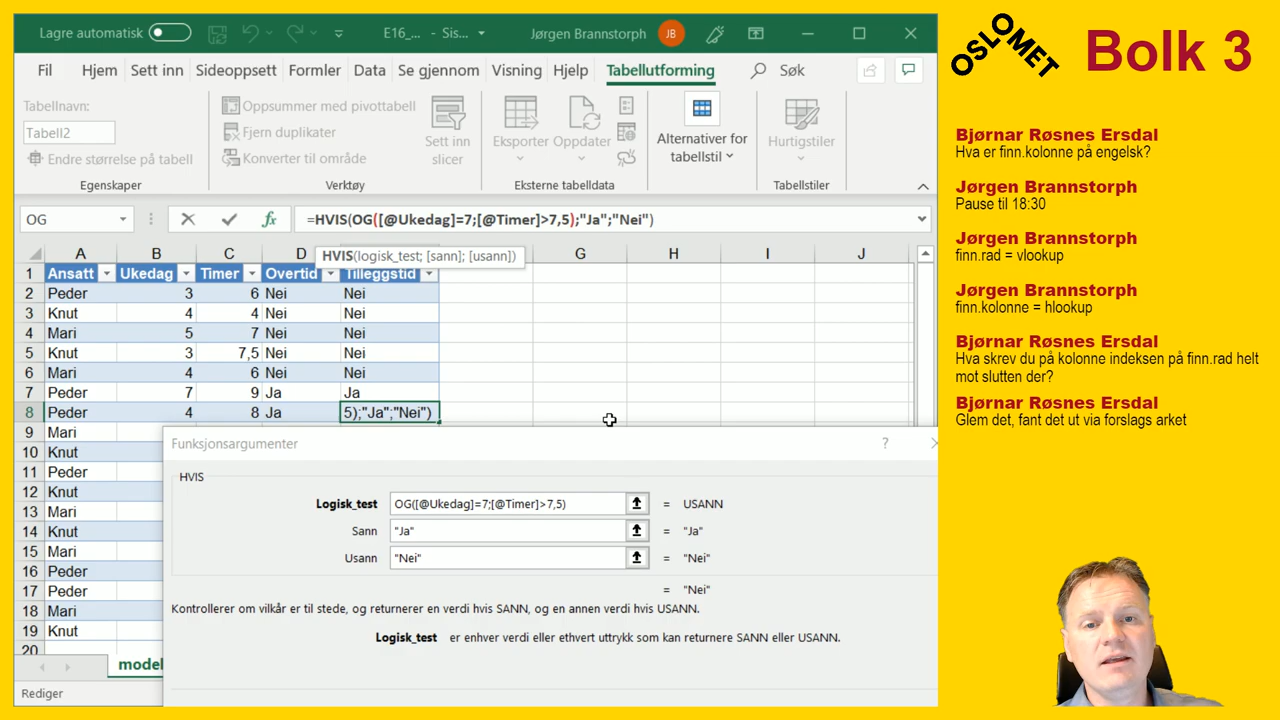 Lagre automatisk
E16_... - Sis...
Jørgen Brannstorph
JB
Fil
Hjem
Sett inn
Sideoppsett
Formler
Data
Se gjennom
Visning
Hjelp
Tabellutforming
Søk
Tabellnavn:
Tabell2
Endre størrelse på tabell
Egenskaper
Oppsummer med pivottabell
Fjern duplikater
Konverter til område
Sett inn
slicer
Verktøy
Eksporter
Oppdater
Eksterne tabelldata
Alternativer for
tabellstil
Hurtigstiler
Tabellstiler
OG
fx
=HVIS(OG([@Ukedag]=7;[@Timer]>7,5);"Ja";"Nei")
HVIS(logisk_test; [sann]; [usann])
A B C D G H I J
1 Ansatt Ukedag Timer Overtid Tilleggstid
2 Peder 3 6 Nei Nei
3 Knut 4 4 Nei Nei
4 Mari 5 7 Nei Nei
5 Knut 3 7,5 Nei Nei
6 Mari 4 6 Nei Nei
7 Peder 7 9 Ja Ja
8 Peder 4 8 Ja 5);"Ja";"Nei")
9 Mari
10 Knut
11 Peder
12 Knut
13 Mari
14 Knut
15 Mari
16 Peder
17 Peder
18 Mari
19 Knut
20
Funksjonsargumenter
?
HVIS
Logisk_test OG([@Ukedag]=7;[@Timer]>7,5) = USANN
Sann "Ja" = "Ja"
Usann "Nei" = "Nei"
= "Nei"
Kontrollerer om vilkår er til stede, og returnerer en verdi hvis SANN, og en annen verdi hvis USANN.
Logisk_test er enhver verdi eller ethvert uttrykk som kan returnere SANN eller USANN.
model
Rediger
OSLOMET
Bolk 3
Bjørnar Røsnes Ersdal
Hva er finn.kolonne på engelsk?
Jørgen Brannstorph
Pause til 18:30
Jørgen Brannstorph
finn.rad = vlookup
Jørgen Brannstorph
finn.kolonne = hlookup
Bjørnar Røsnes Ersdal
Hva skrev du på kolonne indeksen på finn.rad helt
mot slutten der?
Bjørnar Røsnes Ersdal
Glem det, fant det ut via forslags arket